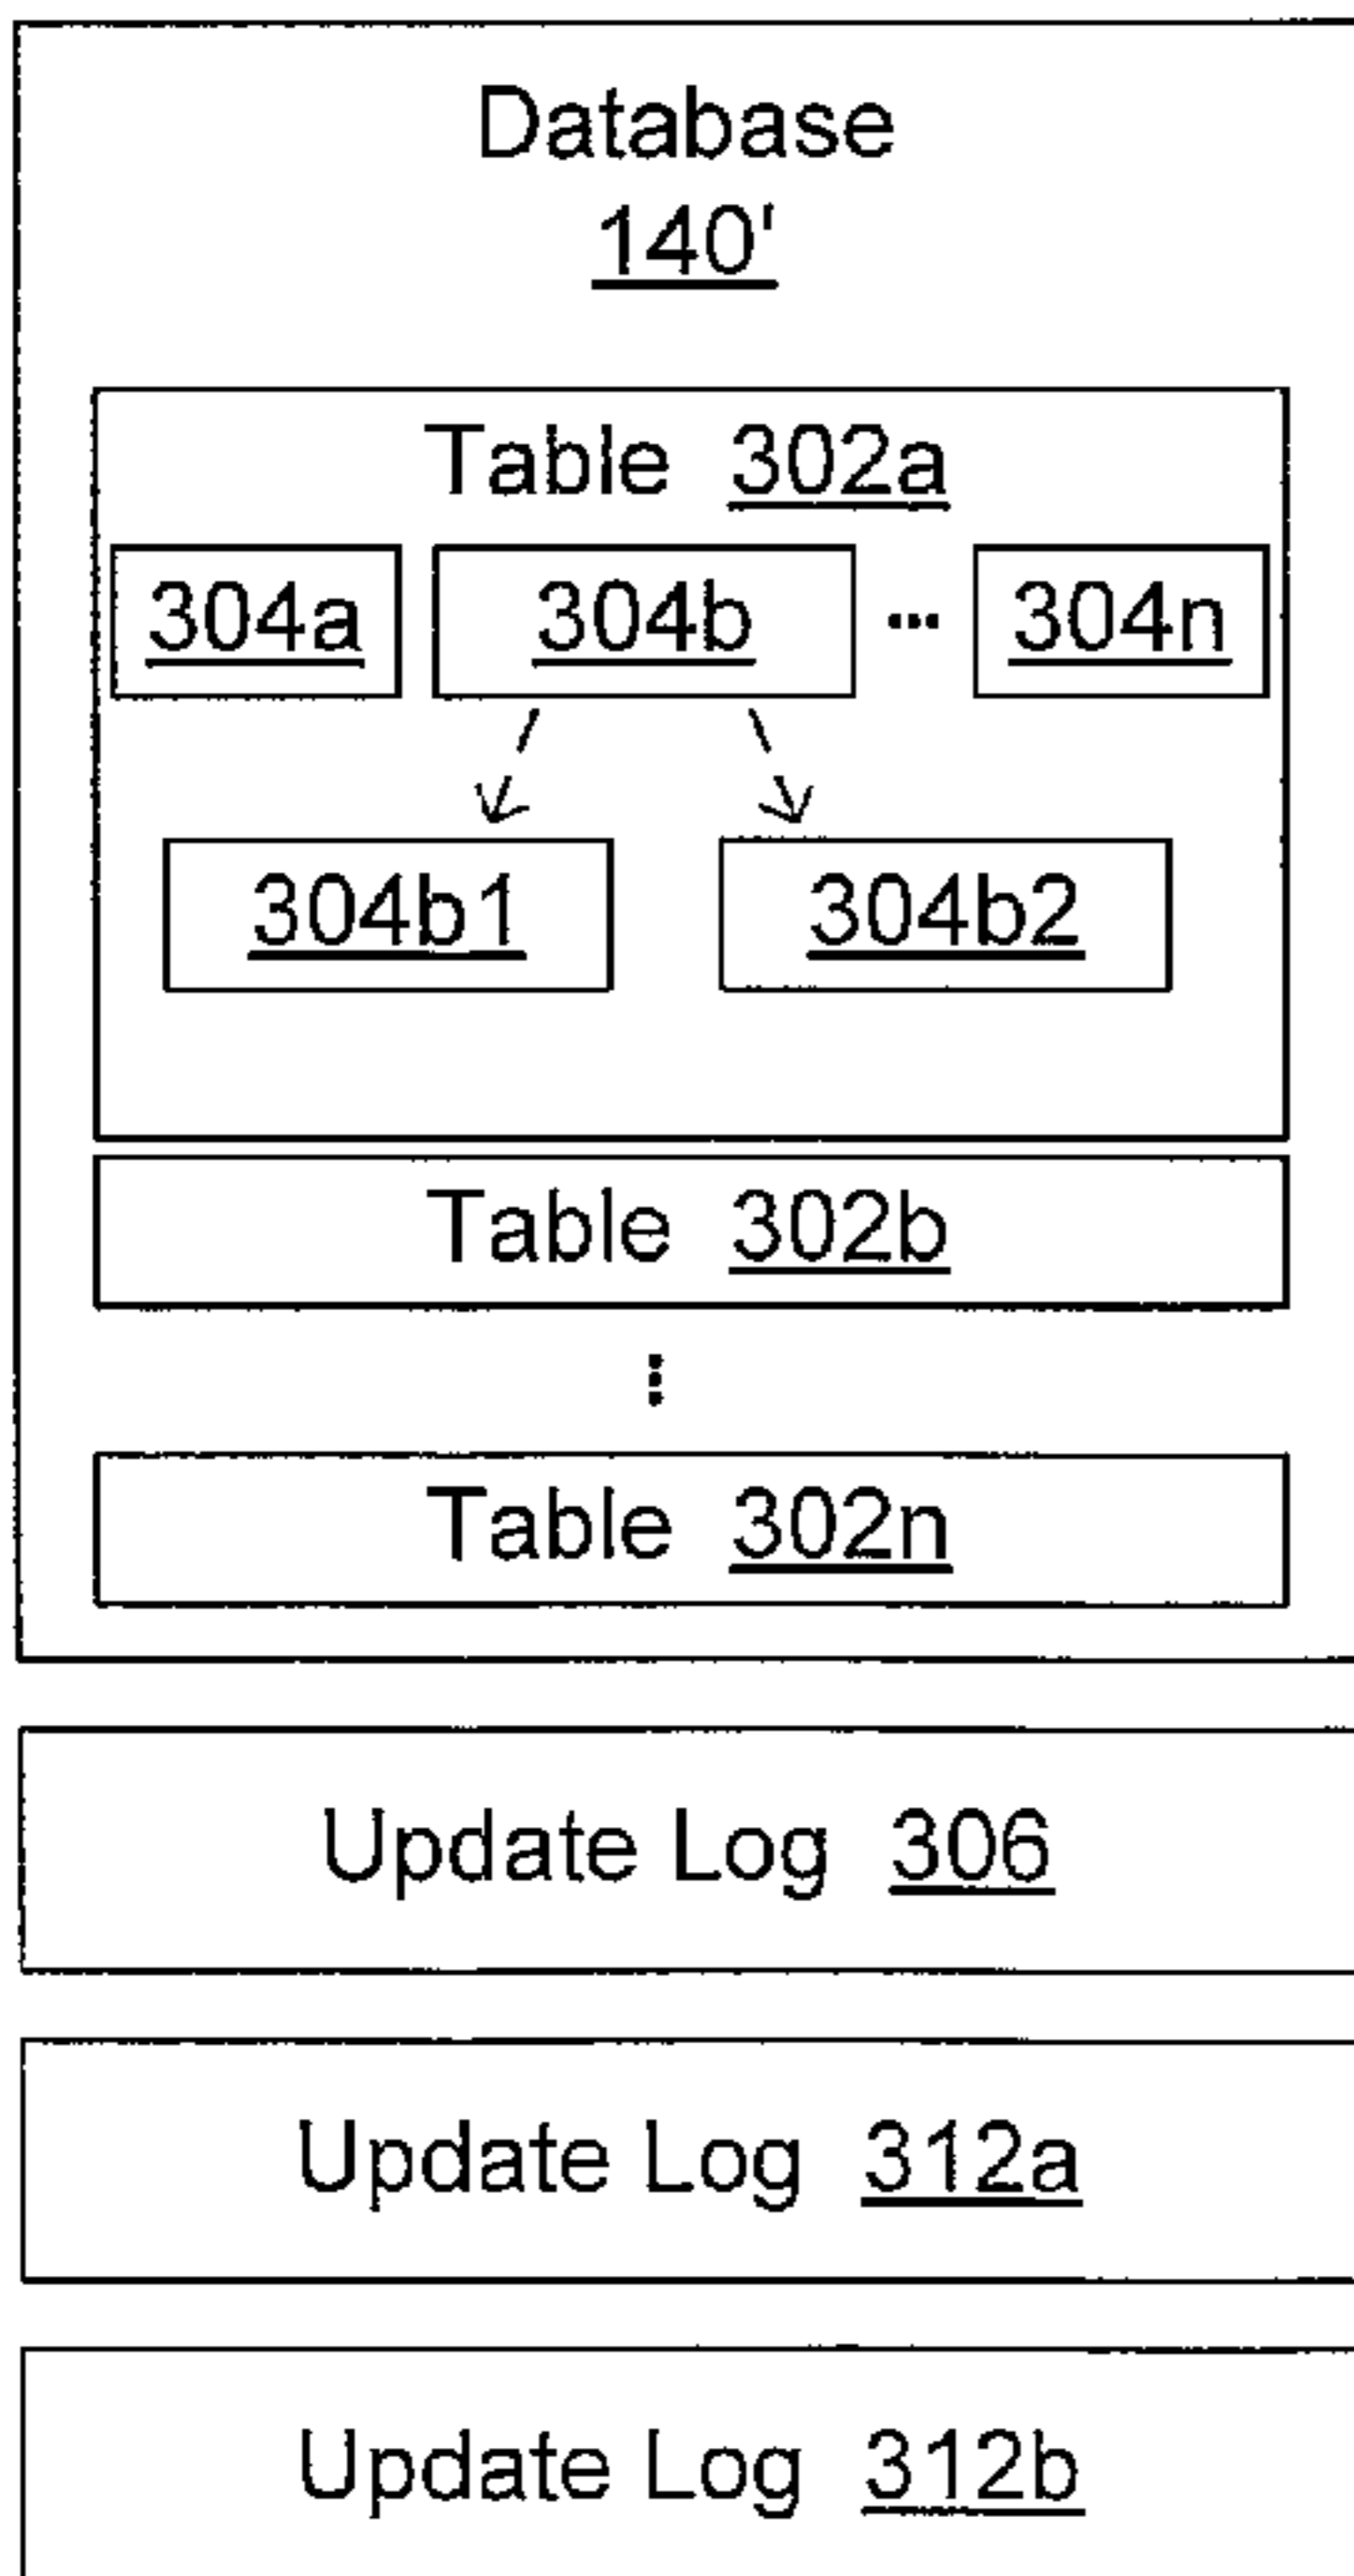 Database
140'
Table 302a
304a 304b ... 304n
304b1 304b2
Table 302b
⋮
Table 302n
Update Log 306
Update Log 312a
Update Log 312b